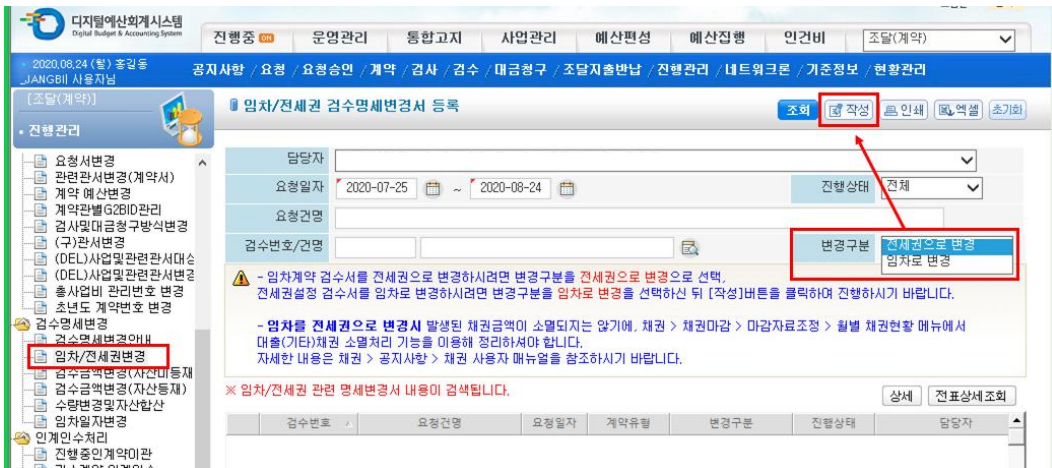 디지털예산회계시스템
Digital Budget & Accounting System
진행중 ON 운영관리 통합고지 사업관리 예산편성 예산집행 인건비 조달(계약)
2020,08,24 (월) 홍길동
_JANGBI| 사용자님
공지사항 / 요청 / 요청승인 / 계약 / 검사 / 검수 / 대금청구 / 조달지출반납 / 진행관리 / 네트워크론 / 기준정보 / 현황관리
[조달(계약)]
• 진행관리
임차/전세권 검수명세변경서 등록
조회 작성 인쇄 엑셀 초기화
요청서변경
관련관서변경(계약서)
계약 예산변경
계약관별G2BID관리
검사및대금청구방식변경
(구)관서변경
(DEL)사업및관련관서대상
(DEL)사업및관련관서변경
총사업비 관리번호 변경
초년도 계약번호 변경
검수명세변경
검수명세변경안내
임차/전세권변경
검수금액변경(자산미등재
검수금액변경(자산등재)
수량변경및자산합산
임차일자변경
인계인수처리
진행중인계약이관
담당자
요청일자 2020-07-25 ~ 2020-08-24 진행상태 전체
요청건명
검수번호/건명 변경구분 전세권으로 변경
임차로 변경
- 임차계약 검수서를 전세권으로 변경하시려면 변경구분을 전세권으로 변경으로 선택,
전세권설정 검수서를 임차로 변경하시려면 변경구분을 임차로 변경을 선택하신 뒤 [작성]버튼을 클릭하여 진행하시기 바랍니다.
- 임차를 전세권으로 변경시 발생된 채권금액이 소멸되지는 않기에, 채권 > 채권마감 > 마감자료조정 > 월별 채권현황 메뉴에서
대출(기타)채권 소멸처리 기능을 이용해 정리하셔야 합니다.
자세한 내용은 채권 > 공지사항 > 채권 사용자 매뉴얼을 참조하시기 바랍니다.
※ 임차/전세권 관련 명세변경서 내용이 검색됩니다.
상세 전표상세조회
검수번호 요청건명 요청일자 계약유형 변경구분 진행상태 담당자